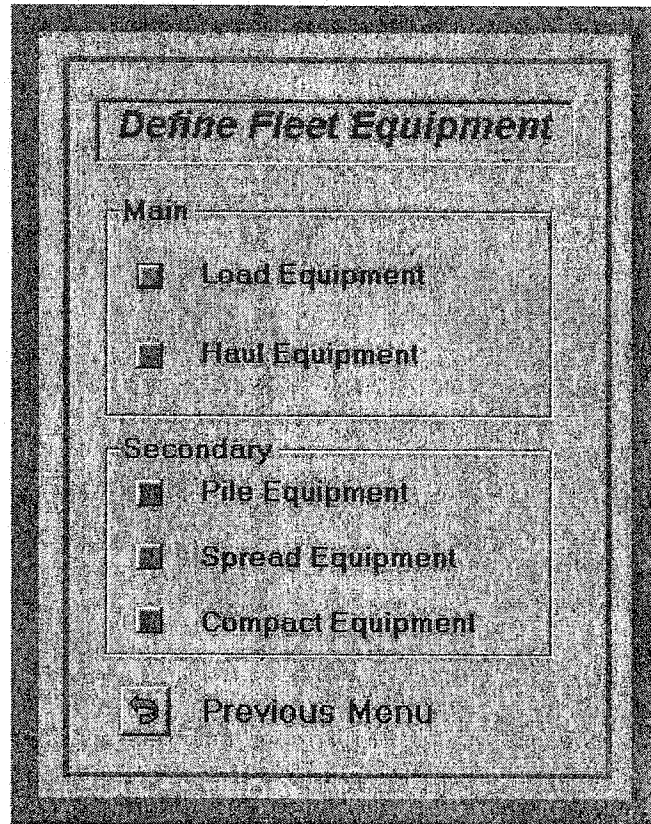 Define Fleet Equipment
Main
Load Equipment
Haul Equipment
Secondary
Pile Equipment
Spread Equipment
Compact Equipment
Previous Menu